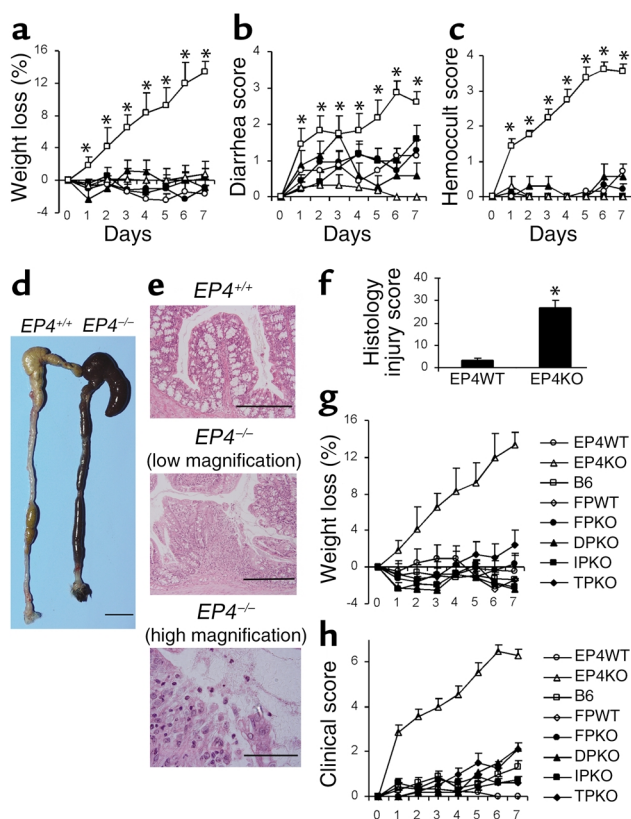 a
Weight loss (%)
16
12
8
4
0
-4
* * * * * * *
0 1 2 3 4 5 6 7
Days
b
Diarrhea score
4
3
2
1
0
* * * * * * *
0 1 2 3 4 5 6 7
Days
c
Hemoccult score
4
3
2
1
0
* * * * * * *
0 1 2 3 4 5 6 7
Days
d
EP4+/+ EP4−/−
e
EP4+/+
EP4−/−
(low magnification)
EP4−/−
(high magnification)
f
Histology
injury score
40
30
20
10
0
*
EP4WT EP4KO
g
Weight loss (%)
16
12
8
4
0
-4
0 1 2 3 4 5 6 7
EP4WT
EP4KO
B6
FPWT
FPKO
DPKO
IPKO
TPKO
h
Clinical score
6
4
2
0
0 1 2 3 4 5 6 7
EP4WT
EP4KO
B6
FPWT
FPKO
DPKO
IPKO
TPKO